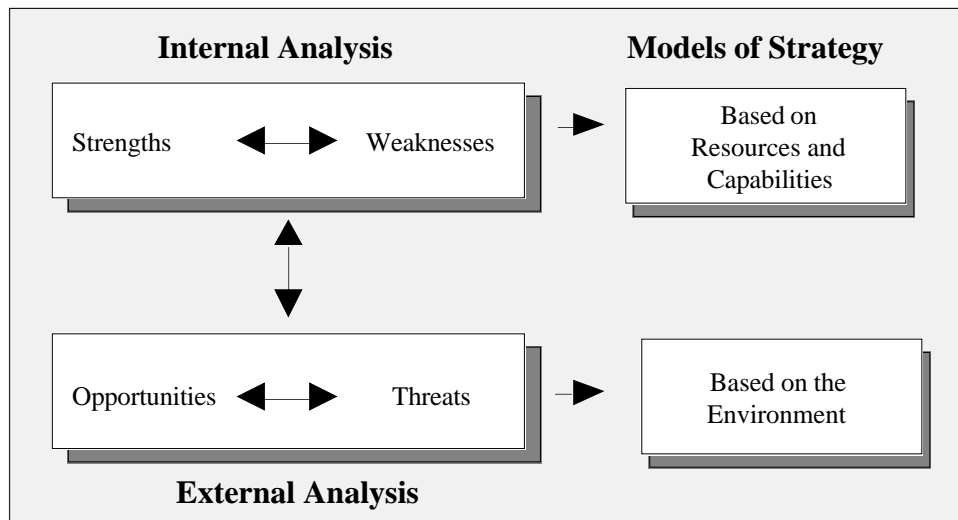 Internal Analysis
Models of Strategy
Strengths
Weaknesses
Based on
Resources and
Capabilities
Opportunities
Threats
Based on the
Environment
External Analysis